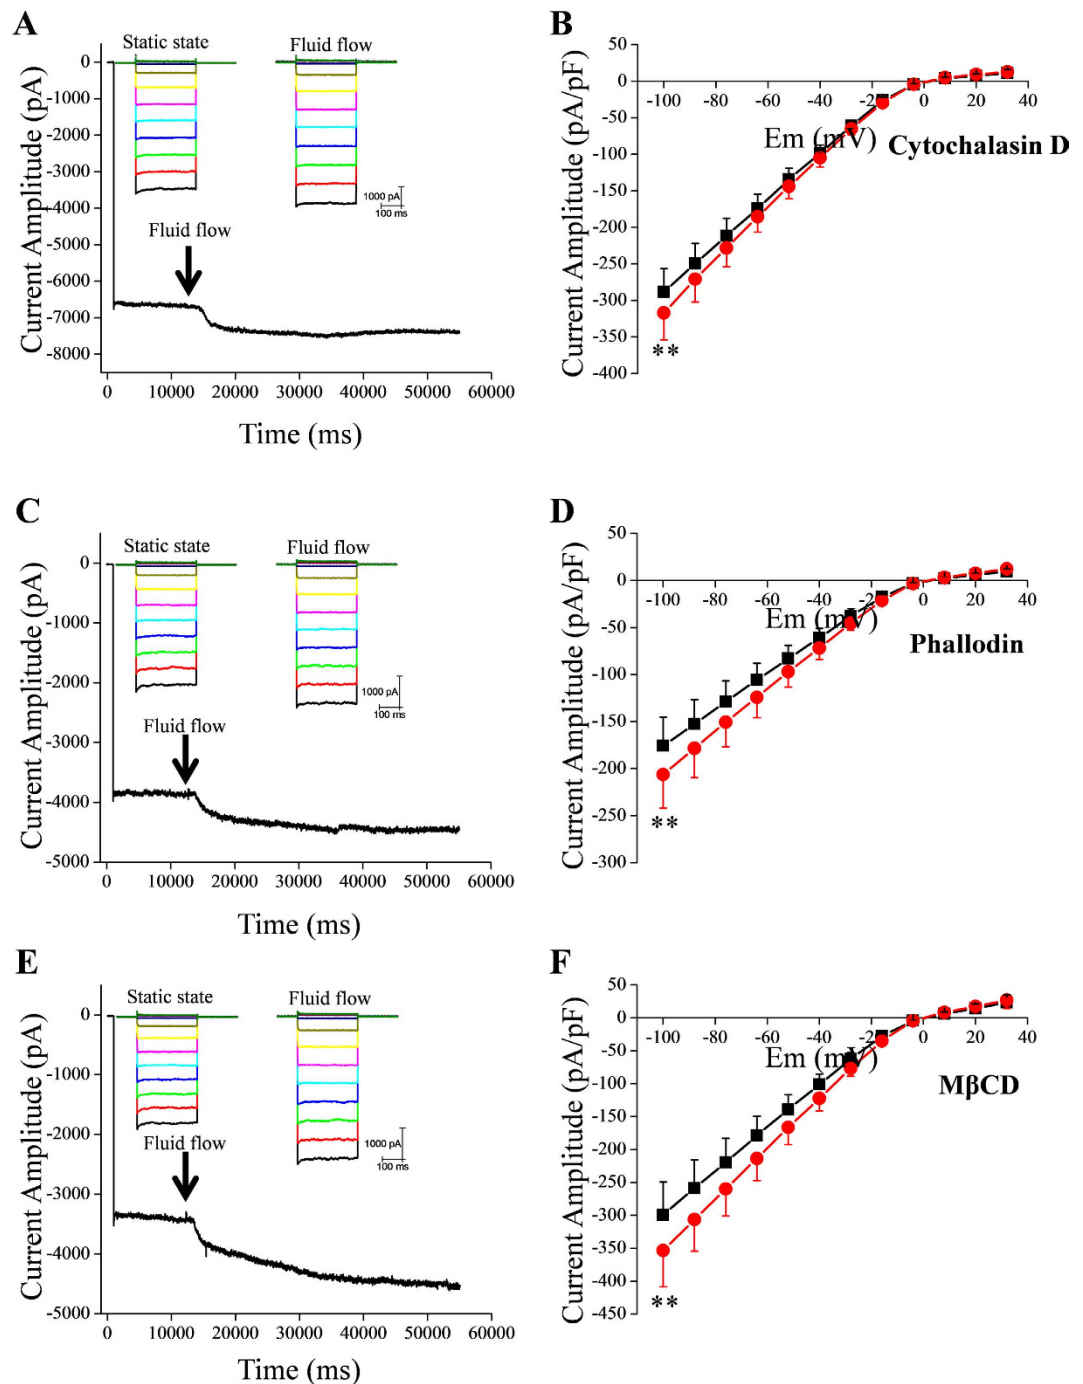 A
Static state
Fluid flow
0
-1000
-2000
-3000
-4000
-5000
-6000
-7000
-8000
Current Amplitude (pA)
1000 pA
100 ms
Fluid flow
0 10000 20000 30000 40000 50000 60000
Time (ms)
B
50
0
-50
-100
-150
-200
-250
-300
-350
-400
Current Amplitude (pA/pF)
-100 -80 -60 -40 -20 0 20 40
Em (mV)
Cytochalasin D
**
C
Static state
Fluid flow
0
-1000
-2000
-3000
-4000
-5000
Current Amplitude (pA)
1000 pA
100 ms
Fluid flow
0 10000 20000 30000 40000 50000 60000
Time (ms)
D
50
0
-50
-100
-150
-200
-250
-300
Current Amplitude (pA/pF)
-100 -80 -60 -40 -20 0 20 40
Em (mV)
Phallodin
**
E
Static state
Fluid flow
0
-1000
-2000
-3000
-4000
-5000
Current Amplitude (pA)
1000 pA
100 ms
Fluid flow
0 10000 20000 30000 40000 50000 60000
Time (ms)
F
50
0
-50
-100
-150
-200
-250
-300
-350
-400
-450
Current Amplitude (pA/pF)
-100 -80 -60 -40 -20 0 20 40
Em (mV)
MβCD
**